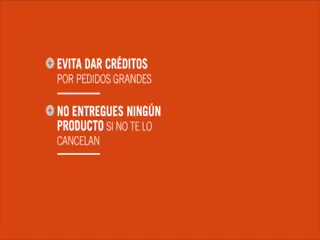 EVITA DAR CRÉDITOS
POR PEDIDOS GRANDES
NO ENTREGUES NINGÚN
PRODUCTO SI NO TE LO
CANCELAN